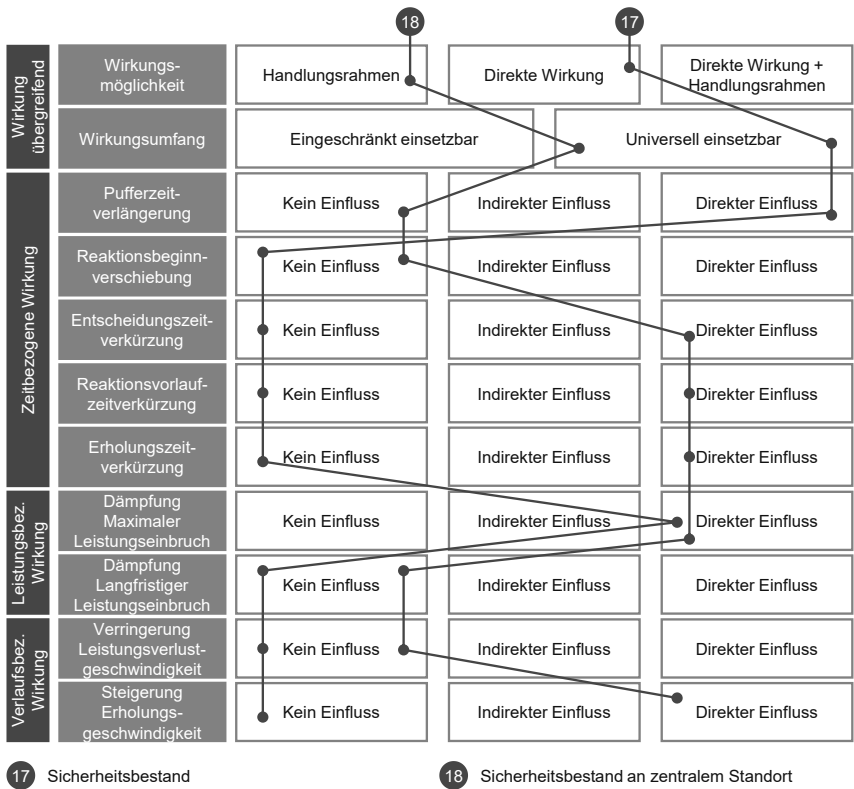 18
17
Wirkung
übergreifend
Wirkungs-
möglichkeit
Handlungsrahmen
Direkte Wirkung
Direkte Wirkung +
Handlungsrahmen
Wirkungsumfang
Eingeschränkt einsetzbar
Universell einsetzbar
Zeitbezogene Wirkung
Pufferzeit-
verlängerung
Kein Einfluss
Indirekter Einfluss
Direkter Einfluss
Reaktionsbeginn-
verschiebung
Kein Einfluss
Indirekter Einfluss
Direkter Einfluss
Entscheidungszeit-
verkürzung
Kein Einfluss
Indirekter Einfluss
Direkter Einfluss
Reaktionsvorlauf-
zeitverkürzung
Kein Einfluss
Indirekter Einfluss
Direkter Einfluss
Erholungszeit-
verkürzung
Kein Einfluss
Indirekter Einfluss
Direkter Einfluss
Leistungsbez.
Wirkung
Dämpfung
Maximaler
Leistungseinbruch
Kein Einfluss
Indirekter Einfluss
Direkter Einfluss
Dämpfung
Langfristiger
Leistungseinbruch
Kein Einfluss
Indirekter Einfluss
Direkter Einfluss
Verlaufsbez.
Wirkung
Verringerung
Leistungsverlust-
geschwindigkeit
Kein Einfluss
Indirekter Einfluss
Direkter Einfluss
Steigerung
Erholungs-
geschwindigkeit
Kein Einfluss
Indirekter Einfluss
Direkter Einfluss
17 Sicherheitsbestand
18 Sicherheitsbestand an zentralem Standort